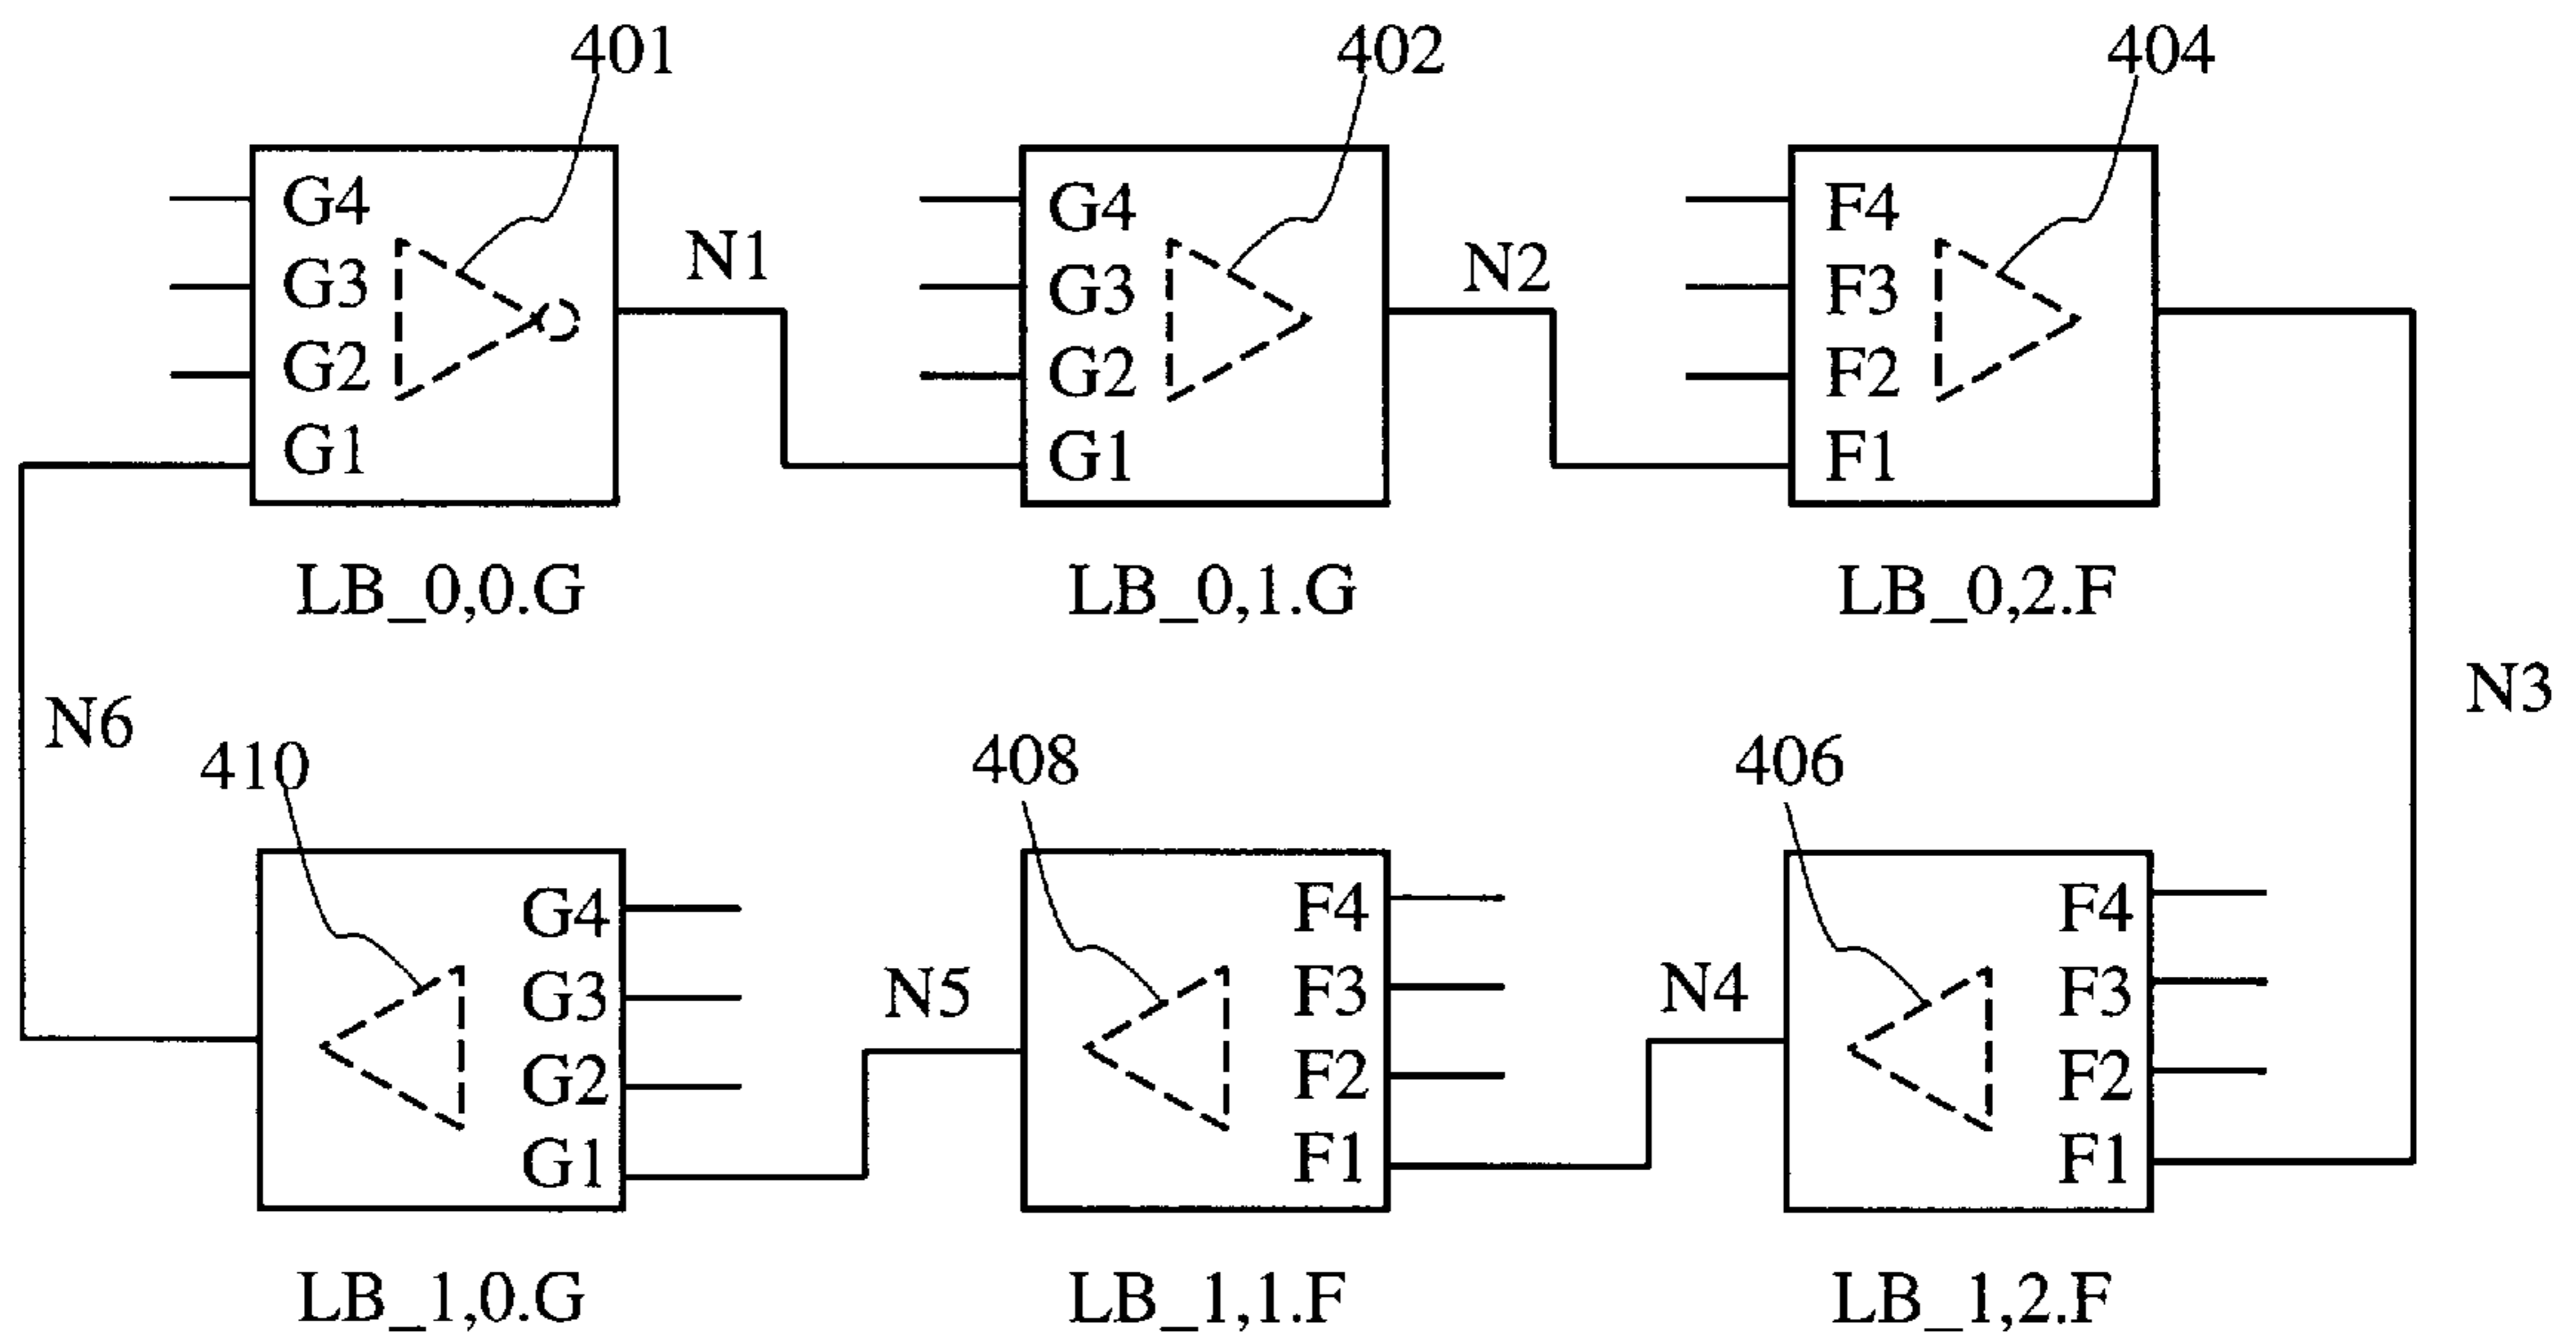 401
402
404
G4
G3
G2
G1
N1
G4
G3
G2
G1
N2
F4
F3
F2
F1
LB_0,0.G
LB_0,1.G
LB_0,2.F
N6
N3
410
408
406
G4
G3
G2
G1
N5
F4
F3
F2
F1
N4
F4
F3
F2
F1
LB_1,0.G
LB_1,1.F
LB_1,2.F